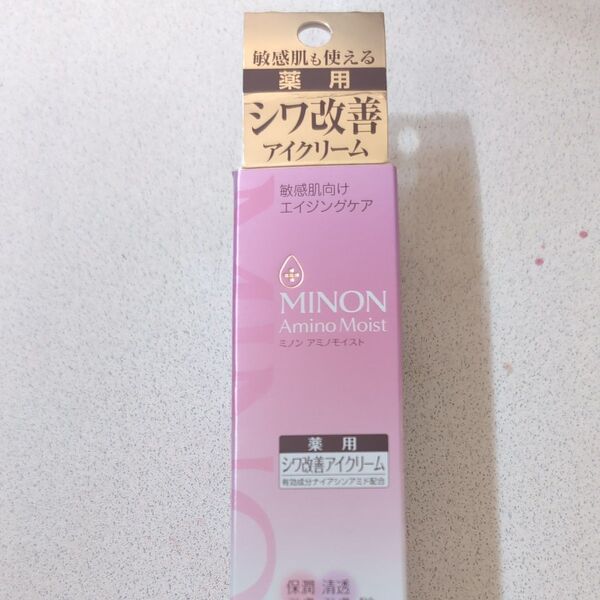 敏感肌も使える
薬用
シワ改善
アイクリーム
敏感肌向け
エイジングケア
MINON
Amino Moist
ミノン アミノモイスト
薬用
シワ改善アイクリーム
有効成分ナイアシンアミド配合
保潤 清透